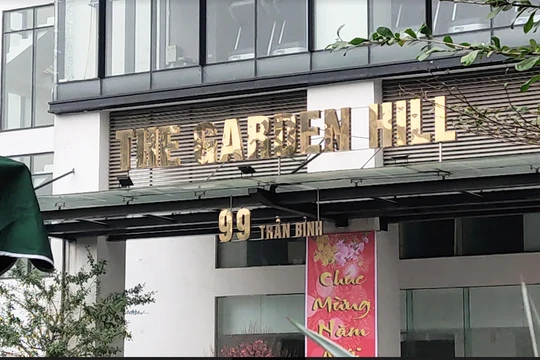 THE GARDEN HILL
99 TRẦN BÌNH
Chúc
Mừng
Năm